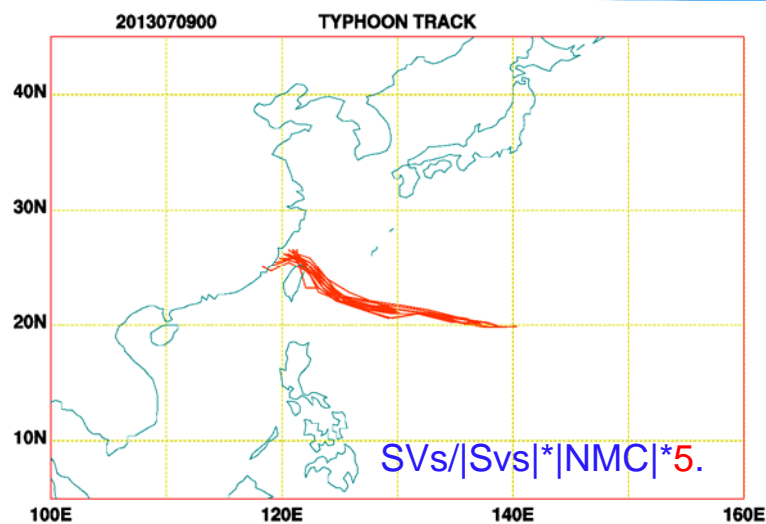 2013070900 TYPHOON TRACK
40N
30N
20N
10N
SVs/|Svs|*|NMC|*5.
100E 120E 140E 160E